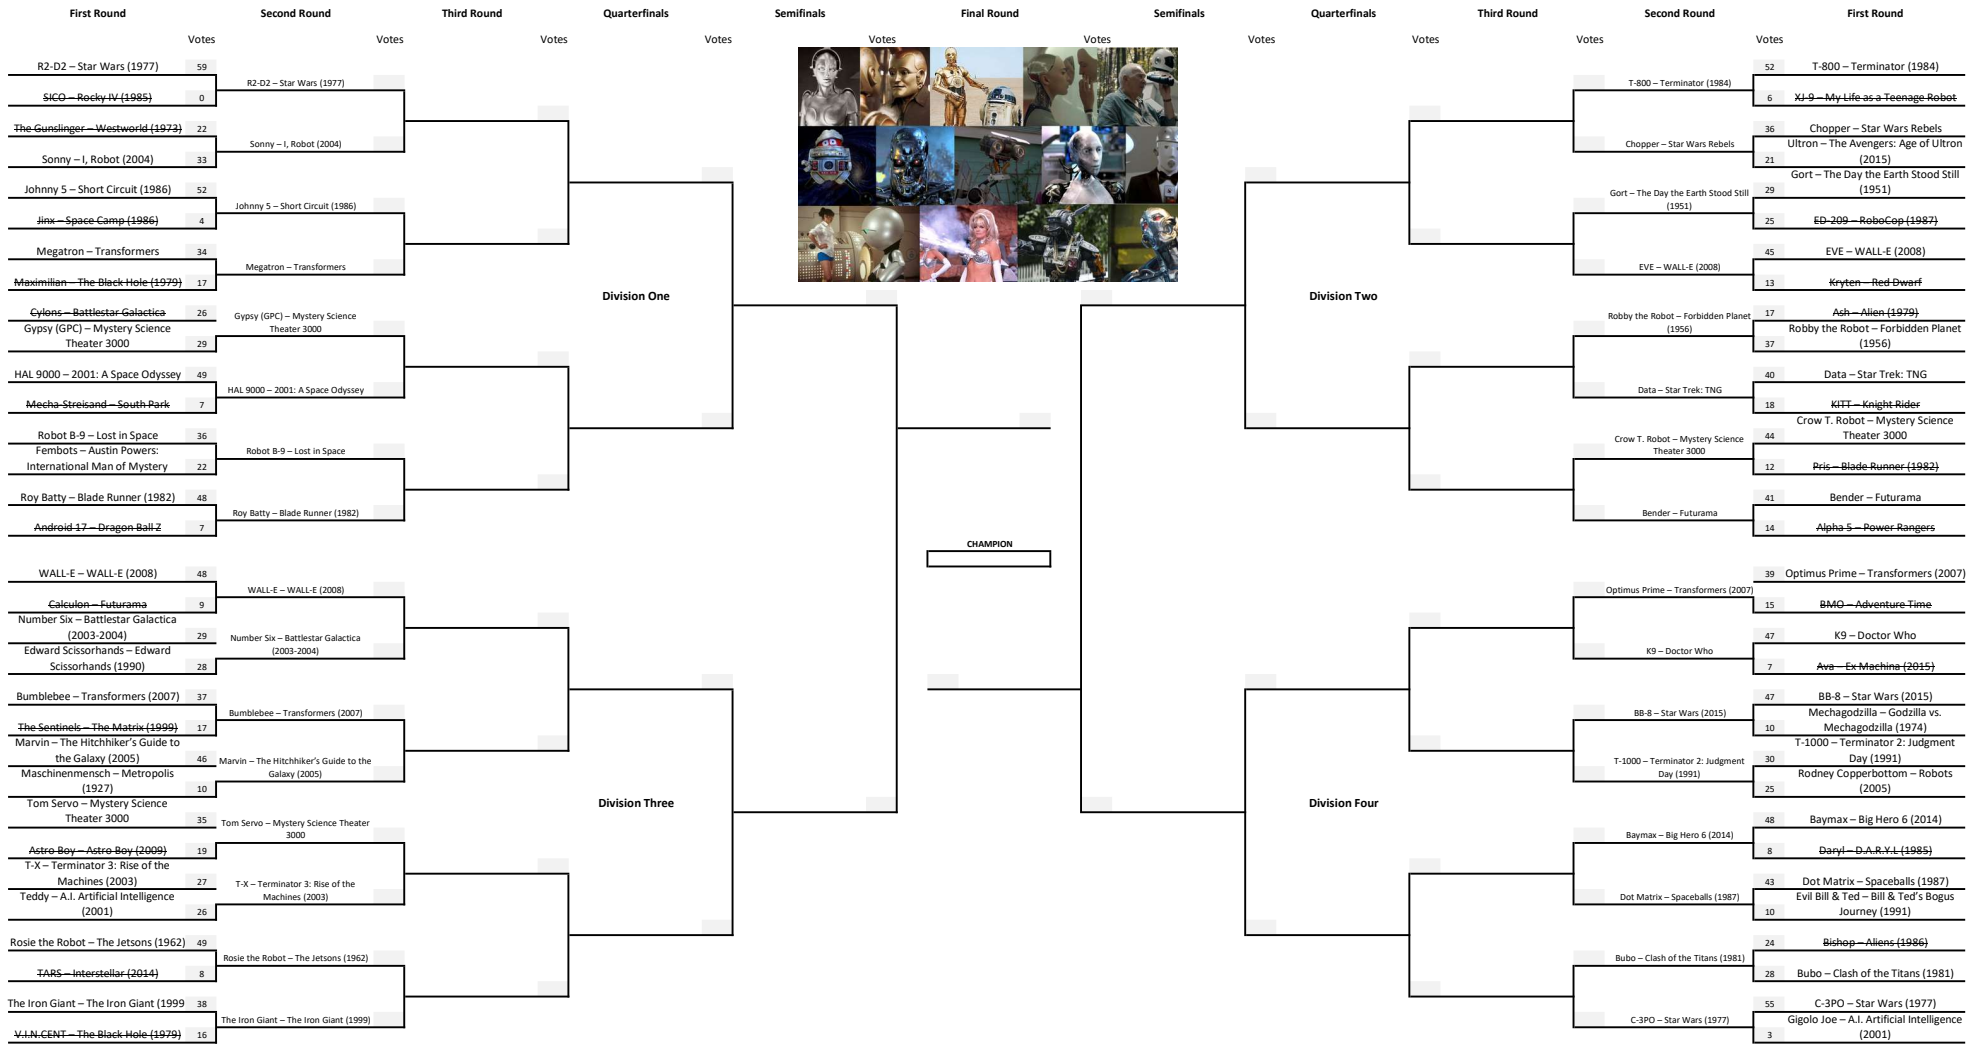 First Round
Second Round
Third Round
Quarterfinals
Semifinals
Final Round
Semifinals
Quarterfinals
Third Round
Second Round
First Round
Votes
Votes
Votes
Votes
Votes
Votes
Votes
Votes
Votes
Votes
R2-D2 – Star Wars (1977) 59
SICO – Rocky IV (1985) 0
The Gunslinger – Westworld (1973) 22
Sonny – I, Robot (2004) 33
Johnny 5 – Short Circuit (1986) 52
Jinx – Space Camp (1986) 4
Megatron – Transformers 34
Maximilian – The Black Hole (1979) 17
Cylons – Battlestar Galactica 26
Gypsy (GPC) – Mystery Science
Theater 3000 29
HAL 9000 – 2001: A Space Odyssey 49
Mecha-Streisand – South Park 7
Robot B-9 – Lost in Space 36
Fembots – Austin Powers:
International Man of Mystery 22
Roy Batty – Blade Runner (1982) 48
Android 17 – Dragon Ball Z 7
R2-D2 – Star Wars (1977)
Sonny – I, Robot (2004)
Johnny 5 – Short Circuit (1986)
Megatron – Transformers
Gypsy (GPC) – Mystery Science
Theater 3000
HAL 9000 – 2001: A Space Odyssey
Robot B-9 – Lost in Space
Roy Batty – Blade Runner (1982)
Division One
WALL-E – WALL-E (2008) 48
Calculon – Futurama 9
Number Six – Battlestar Galactica
(2003-2004) 29
Edward Scissorhands – Edward
Scissorhands (1990) 28
Bumblebee – Transformers (2007) 37
The Sentinels – The Matrix (1999) 17
Marvin – The Hitchhiker's Guide to
the Galaxy (2005) 46
Maschinenmensch – Metropolis
(1927) 10
Tom Servo – Mystery Science
Theater 3000 35
Astro Boy – Astro Boy (2009) 19
T-X – Terminator 3: Rise of the
Machines (2003) 27
Teddy – A.I. Artificial Intelligence
(2001) 26
Rosie the Robot – The Jetsons (1962) 49
TARS – Interstellar (2014) 8
The Iron Giant – The Iron Giant (1999 38
V.I.N.CENT – The Black Hole (1979) 16
WALL-E – WALL-E (2008)
Number Six – Battlestar Galactica
(2003-2004)
Bumblebee – Transformers (2007)
Marvin – The Hitchhiker's Guide to the
Galaxy (2005)
Tom Servo – Mystery Science Theater
3000
T-X – Terminator 3: Rise of the
Machines (2003)
Rosie the Robot – The Jetsons (1962)
The Iron Giant – The Iron Giant (1999)
Division Three
CHAMPION
Division Two
T-800 – Terminator (1984)
Chopper – Star Wars Rebels
Gort – The Day the Earth Stood Still
(1951)
EVE – WALL-E (2008)
Robby the Robot – Forbidden Planet
(1956)
Data – Star Trek: TNG
Crow T. Robot – Mystery Science
Theater 3000
Bender – Futurama
52 T-800 – Terminator (1984)
6 XJ-9 – My Life as a Teenage Robot
36 Chopper – Star Wars Rebels
Ultron – The Avengers: Age of Ultron
21 (2015)
Gort – The Day the Earth Stood Still
29 (1951)
25 ED-209 – RoboCop (1987)
45 EVE – WALL-E (2008)
13 Kryten – Red Dwarf
17 Ash – Alien (1979)
Robby the Robot – Forbidden Planet
37 (1956)
40 Data – Star Trek: TNG
18 KITT – Knight Rider
Crow T. Robot – Mystery Science
44 Theater 3000
12 Pris – Blade Runner (1982)
41 Bender – Futurama
14 Alpha 5 – Power Rangers
Division Four
Optimus Prime – Transformers (2007)
K9 – Doctor Who
BB-8 – Star Wars (2015)
T-1000 – Terminator 2: Judgment
Day (1991)
Baymax – Big Hero 6 (2014)
Dot Matrix – Spaceballs (1987)
Bubo – Clash of the Titans (1981)
C-3PO – Star Wars (1977)
39 Optimus Prime – Transformers (2007)
15 BMO – Adventure Time
47 K9 – Doctor Who
7 Ava – Ex Machina (2015)
47 BB-8 – Star Wars (2015)
Mechagodzilla – Godzilla vs.
10 Mechagodzilla (1974)
T-1000 – Terminator 2: Judgment
30 Day (1991)
Rodney Copperbottom – Robots
25 (2005)
48 Baymax – Big Hero 6 (2014)
8 Daryl – D.A.R.Y.L (1985)
43 Dot Matrix – Spaceballs (1987)
Evil Bill & Ted – Bill & Ted's Bogus
10 Journey (1991)
24 Bishop – Aliens (1986)
28 Bubo – Clash of the Titans (1981)
55 C-3PO – Star Wars (1977)
Gigolo Joe – A.I. Artificial Intelligence
3 (2001)